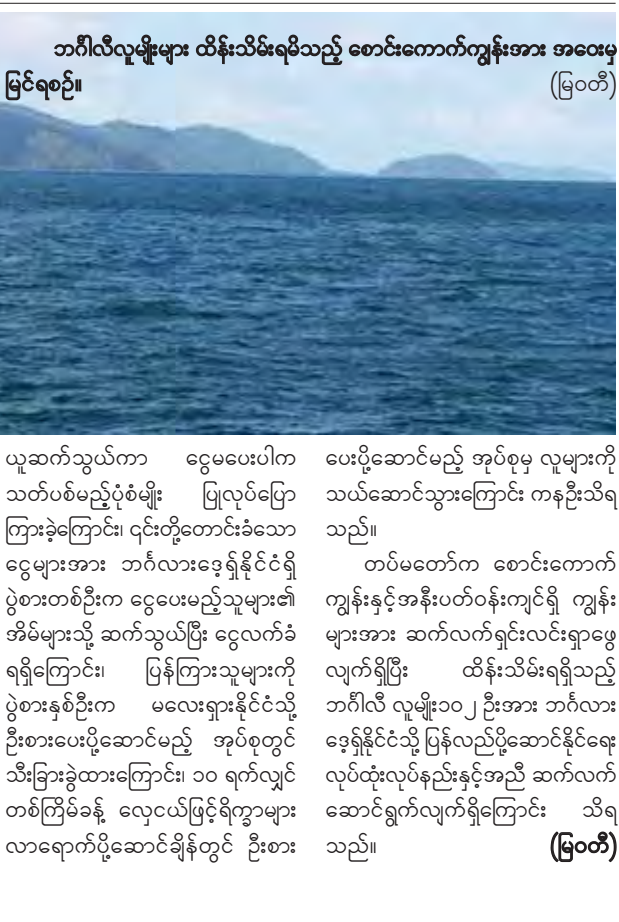 ဘင်္ဂါလီလူမျိုးများ ထိန်းသိမ်းရမိသည့် စောင်းကောက်ကျွန်းအား အဝေးမှ
မြင်ရစဉ်။ (မြဝတီ)
ယူဆက်သွယ်ကာ ငွေမပေးပါက
သတ်ပစ်မည့်ပုံစံမျိုး ပြုလုပ်ပြော
ကြားခဲ့ကြောင်း၊ ၎င်းတို့တောင်းခံသော
ငွေများအား ဘင်္ဂလားဒေ့ရှ်နိုင်ငံရှိ
ပွဲစားတစ်ဦးက ငွေပေးမည့်သူများ၏
အိမ်များသို့ ဆက်သွယ်ပြီး ငွေလက်ခံ
ရရှိကြောင်း၊ ပြန်ကြားသူများကို
ပွဲစားနှစ်ဦးက မလေးရှားနိုင်ငံသို့
ဦးစားပေးပို့ဆောင်မည့် အုပ်စုတွင်
သီးခြားခွဲထားကြောင်း၊ ၁၀ ရက်လျှင်
တစ်ကြိမ်ခန့် လှေငယ်ဖြင့်ရိက္ခာများ
လာရောက်ပို့ဆောင်ချိန်တွင် ဦးစား
ပေးပို့ဆောင်မည့် အုပ်စုမှ လူများကို
သယ်ဆောင်သွားကြောင်း ကနဦးသိရ
သည်။
တပ်မတော်က စောင်းကောက်
ကျွန်းနှင့်အနီးပတ်ဝန်းကျင်ရှိ ကျွန်း
များအား ဆက်လက်ရှင်းလင်းရှာဖွေ
လျက်ရှိပြီး ထိန်းသိမ်းရရှိသည့်
ဘင်္ဂါလီ လူမျိုး၁၀၂ ဦးအား ဘင်္ဂလား
ဒေ့ရှ်နိုင်ငံသို့ ပြန်လည်ပို့ဆောင်နိုင်ရေး
လုပ်ထုံးလုပ်နည်းနှင့်အညီ ဆက်လက်
ဆောင်ရွက်လျက်ရှိကြောင်း သိရ
သည်။ (မြဝတီ)